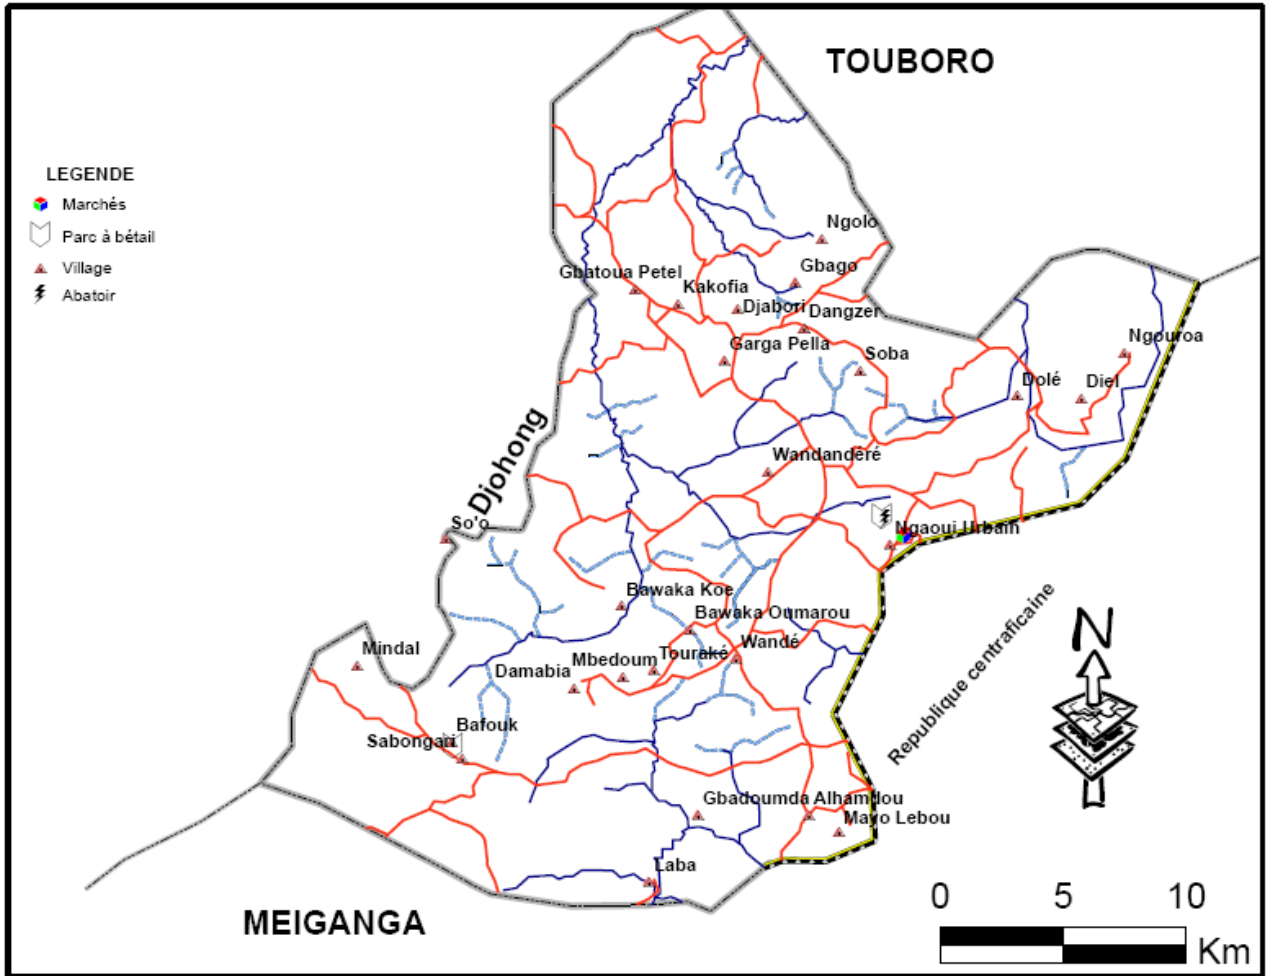 TOUBORO
LEGENDE
Marchés
Parc à bétail
Village
Abatoir
Ngolo
Gbatoua Petel
Gbago
Kakofia
Djabori
Dangzer
Garga Pella
Soba
Ngouroa
Dolé
Diel
Djohong
Wandandéré
So'o
Ngaoui Urbain
Bawaka Koe
Bawaka Oumarou
Republique centraficaine
N
Mindal
Wandé
Touraké
Mbedoum
Damabia
Bafouk
Sabongari
Gbadoumda Alhamdou
Mayo Lebou
Laba
MEIGANGA
0 5 10
Km